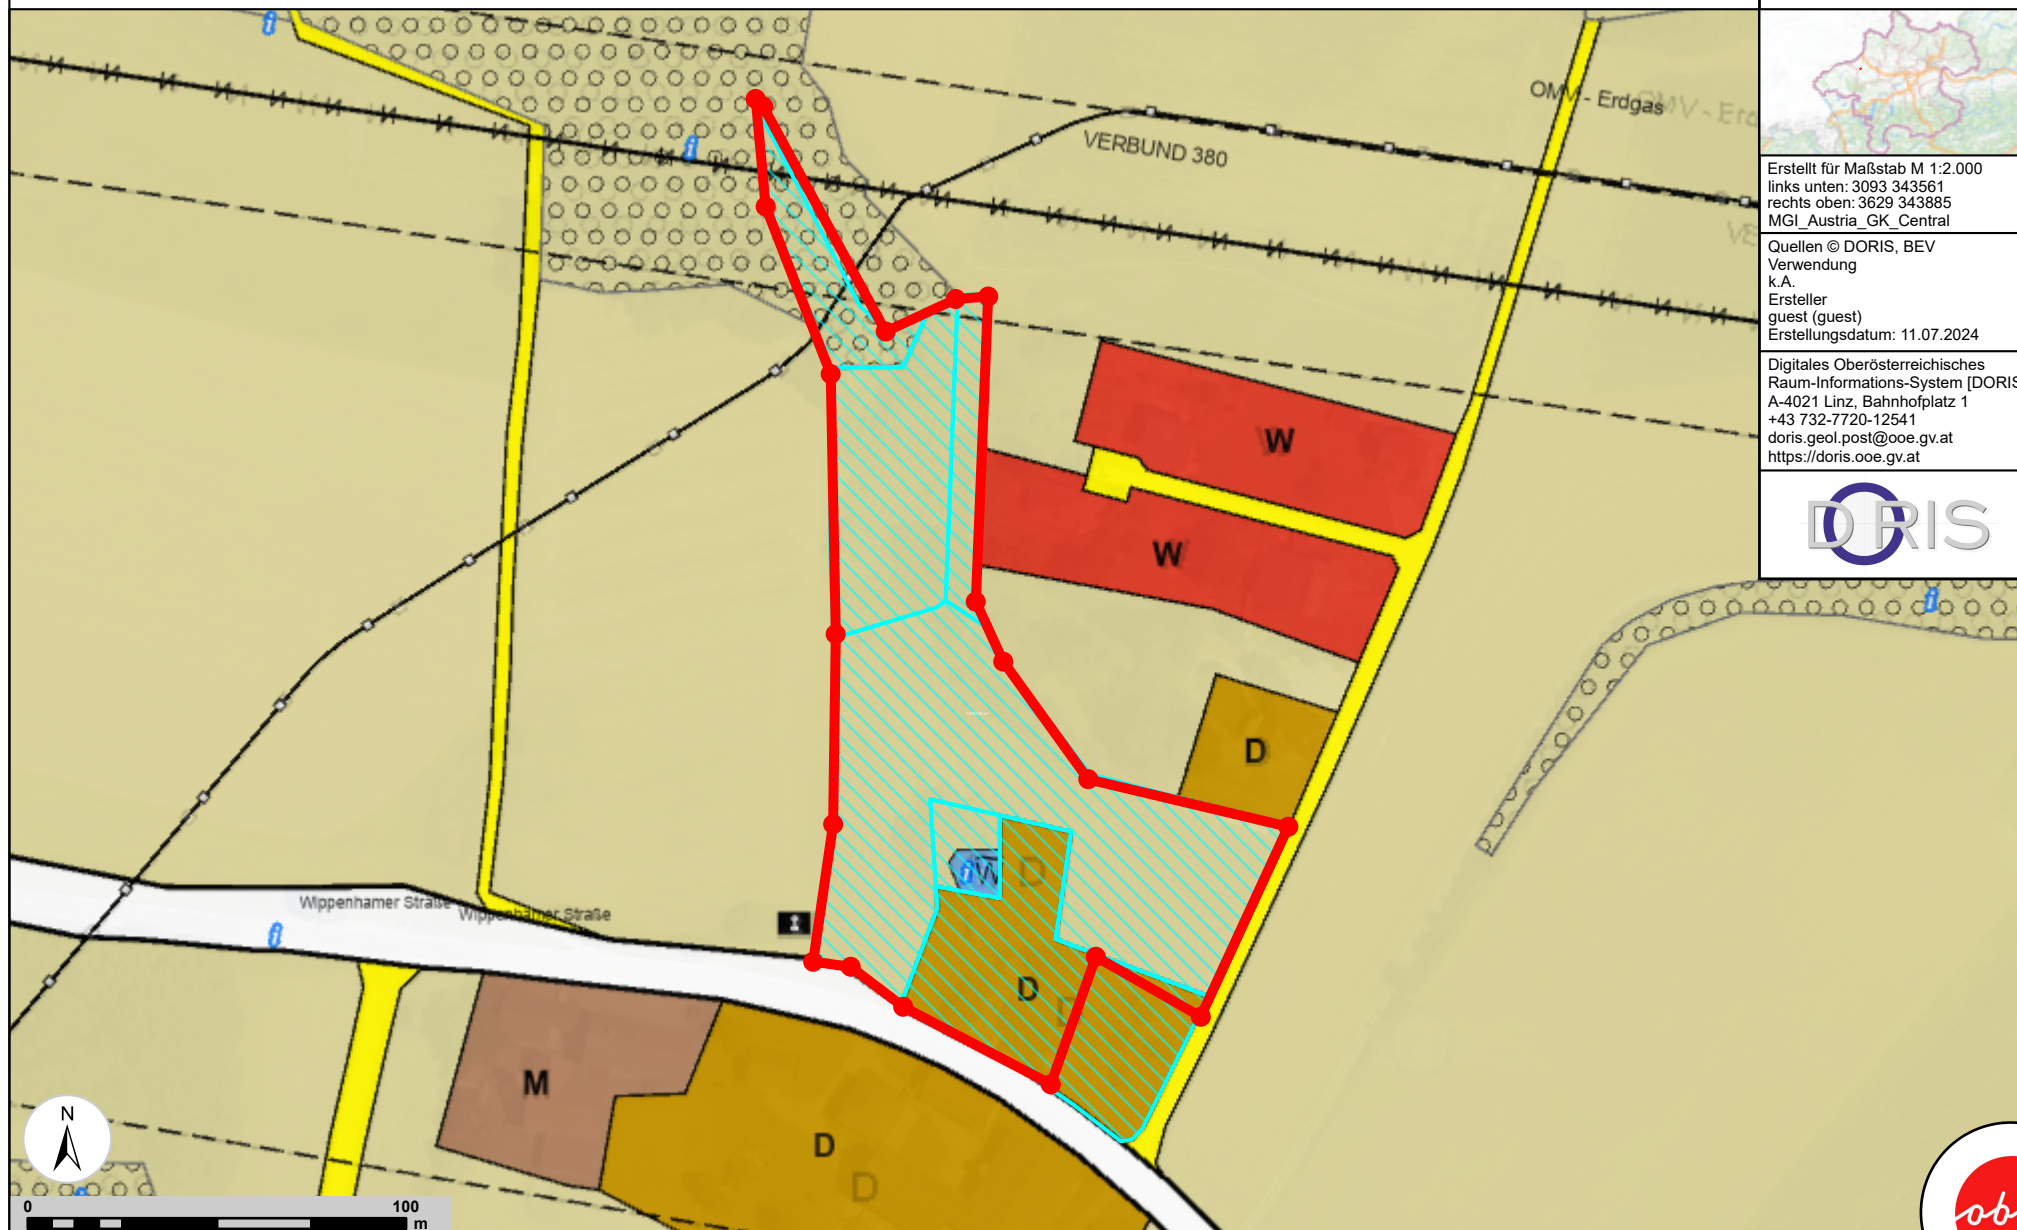 OMV - Erdgas
VERBUND 380
W
W
D
W
D
D
D
Wippenhamer Straße
Wippenhamer Straße
M
D
D
N
0
100
m
Erstellt für Maßstab M 1:2.000
links unten: 3093 343561
rechts oben: 3629 343885
MGI_Austria_GK_Central
Quellen © DORIS, BEV
Verwendung
k.A.
Ersteller
guest (guest)
Erstellungsdatum: 11.07.2024
Digitales Oberösterreichisches
Raum-Informations-System [DORIS
A-4021 Linz, Bahnhofplatz 1
+43 732-7720-12541
doris.geol.post@ooe.gv.at
https://doris.ooe.gv.at
DORIS
ob